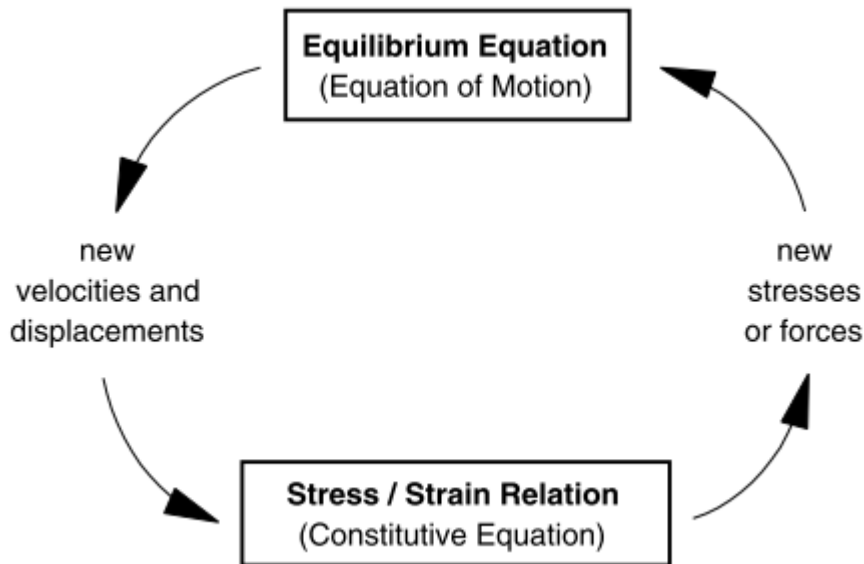 Equilibrium Equation
(Equation of Motion)
new
velocities and
displacements
new
stresses
or forces
Stress / Strain Relation
(Constitutive Equation)